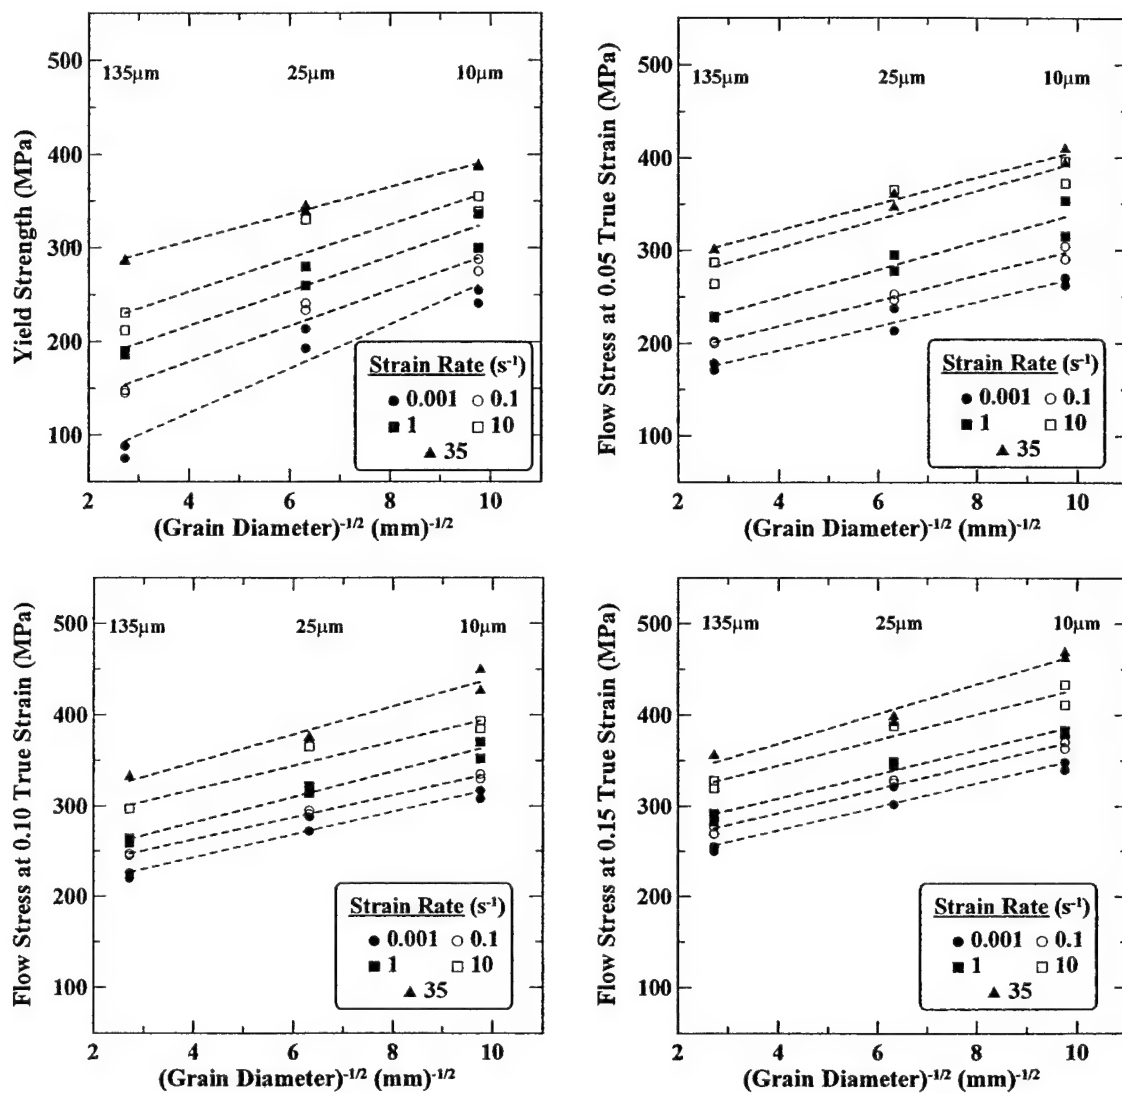 500
400
300
200
100
Yield Strength (MPa)
135μm 25μm 10μm
Strain Rate (s⁻¹)
0.001 0.1
1 10
35
2 4 6 8 10
(Grain Diameter)⁻¹/² (mm)⁻¹/²
500
400
300
200
100
Flow Stress at 0.05 True Strain (MPa)
135μm 25μm 10μm
Strain Rate (s⁻¹)
0.001 0.1
1 10
35
2 4 6 8 10
(Grain Diameter)⁻¹/² (mm)⁻¹/²
500
400
300
200
100
Flow Stress at 0.10 True Strain (MPa)
135μm 25μm 10μm
Strain Rate (s⁻¹)
0.001 0.1
1 10
35
2 4 6 8 10
(Grain Diameter)⁻¹/² (mm)⁻¹/²
500
400
300
200
100
Flow Stress at 0.15 True Strain (MPa)
135μm 25μm 10μm
Strain Rate (s⁻¹)
0.001 0.1
1 10
35
2 4 6 8 10
(Grain Diameter)⁻¹/² (mm)⁻¹/²